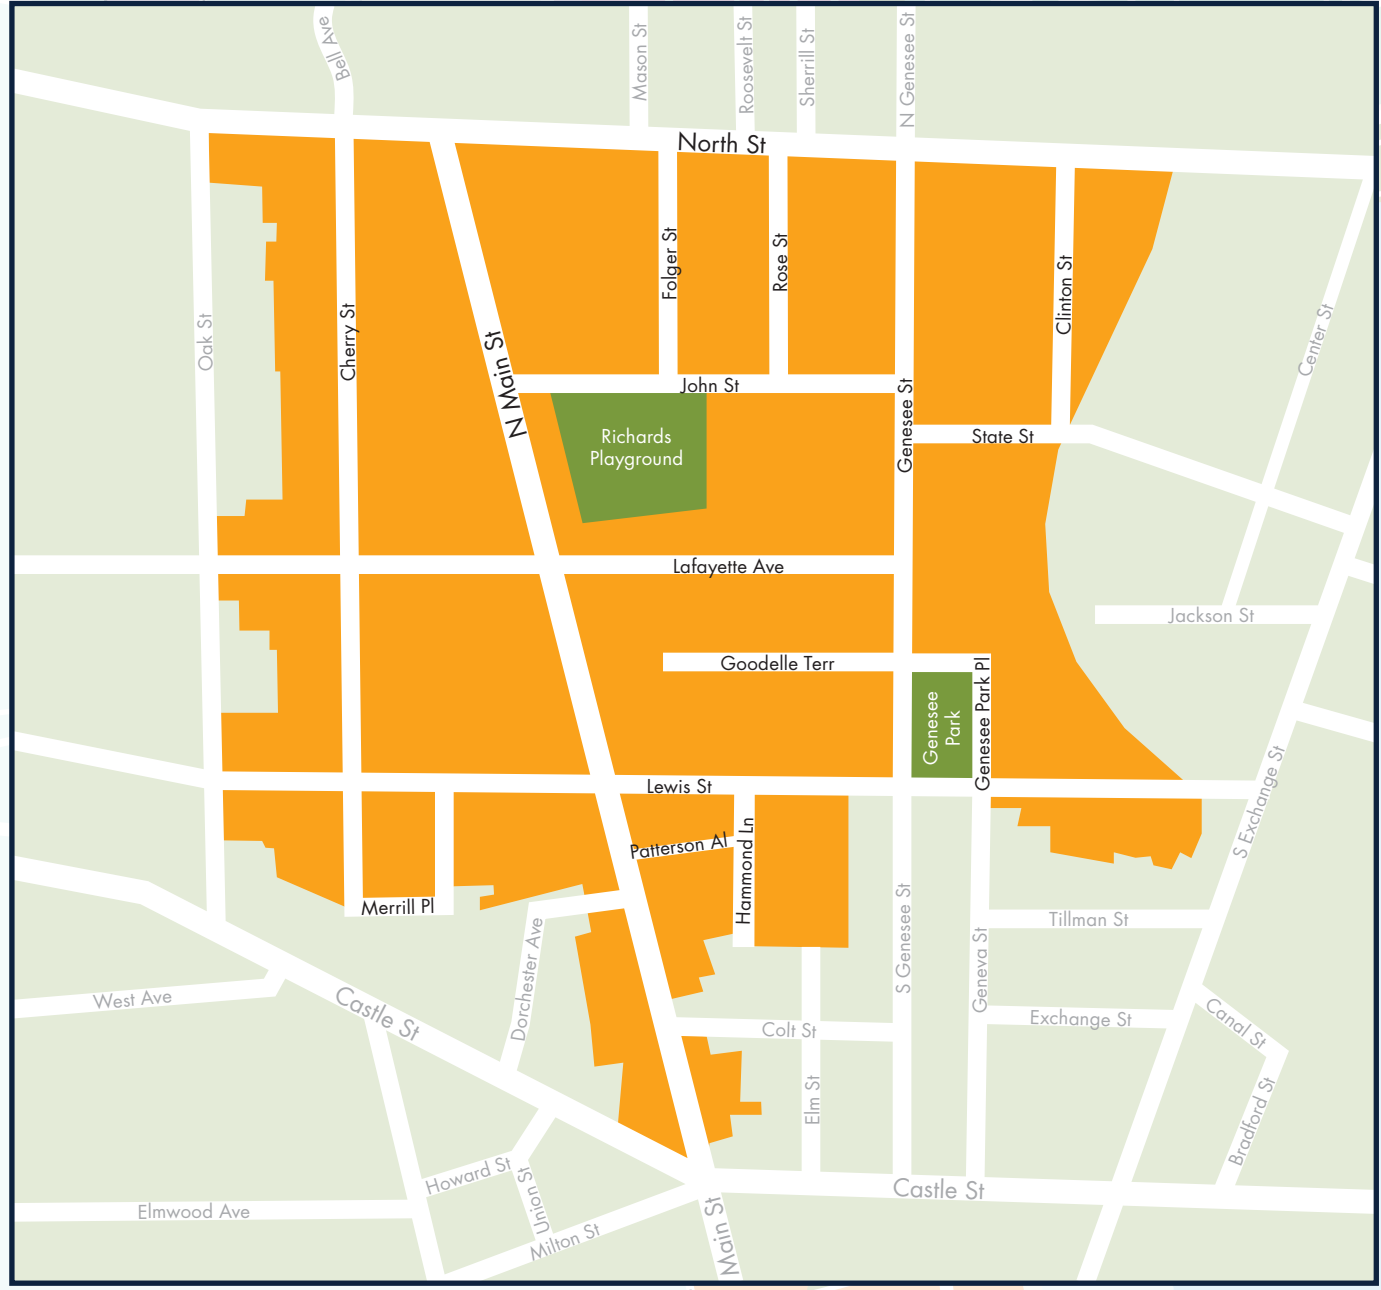 Bell Ave
Mason St
Roosevelt St
Sherrill St
N Genesee St
North St
Folger St
Rose St
Clinton St
Oak St
Cherry St
N Main St
Center St
John St
Genesee St
State St
Richards
Playground
Lafayette Ave
Jackson St
Goodelle Terr
Genesee
Park
Genesee Park Pl
Lewis St
S Exchange St
Patterson Al
Hammond Ln
Merrill Pl
Dorchester Ave
S Genesee St
Geneva St
Tillman St
West Ave
Castle St
Colt St
Exchange St
Canal St
Elm St
Bradford St
Howard St
Union St
Castle St
Elmwood Ave
Milton St
Main St